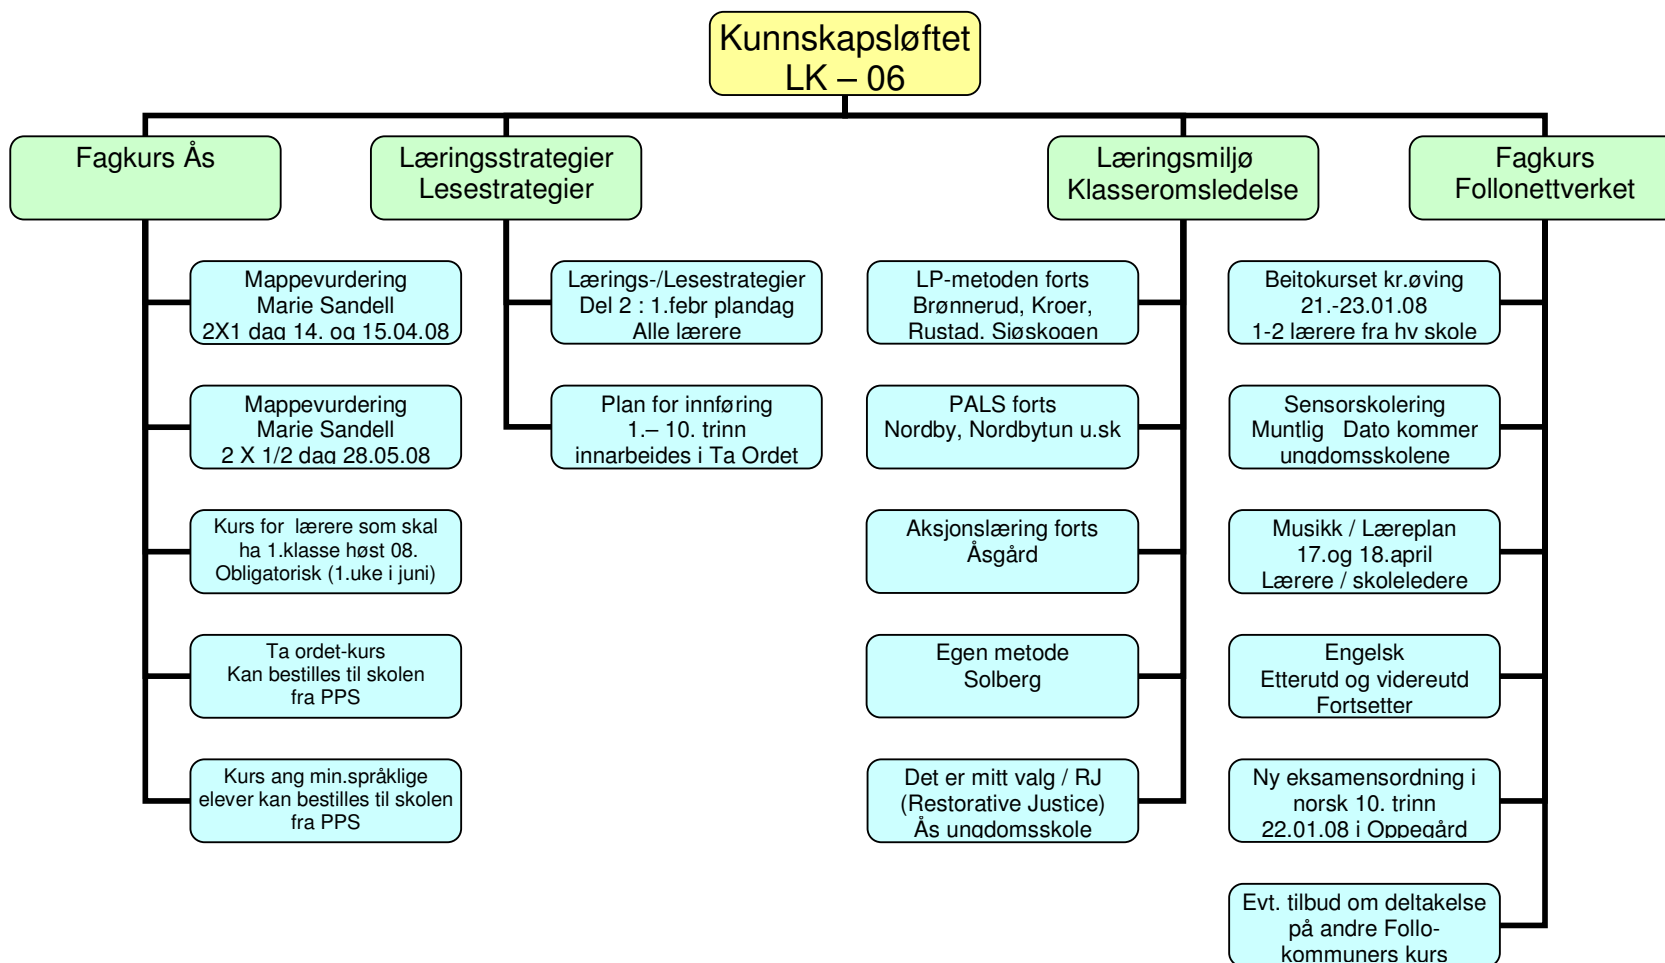 Kunnskapsløftet
LK – 06
Fagkurs Ås
Mappevurdering
Marie Sandell
2X1 dag 14. og 15.04.08
Mappevurdering
Marie Sandell
2 X 1/2 dag 28.05.08
Kurs for lærere som skal
ha 1.klasse høst 08.
Obligatorisk (1.uke i juni)
Ta ordet-kurs
Kan bestilles til skolen
fra PPS
Kurs ang min.språklige
elever kan bestilles til skolen
fra PPS
Læringsstrategier
Lesestrategier
Lærings-/Lesestrategier
Del 2 : 1.febr plandag
Alle lærere
Plan for innføring
1.– 10. trinn
innarbeides i Ta Ordet
Læringsmiljø
Klasseromsledelse
LP-metoden forts
Brønnerud, Kroer,
Rustad, Sjøskogen
PALS forts
Nordby, Nordbytun u.sk
Aksjonslæring forts
Åsgård
Egen metode
Solberg
Det er mitt valg / RJ
(Restorative Justice)
Ås ungdomsskole
Fagkurs
Follonettverket
Beitokurset kr.øving
21.-23.01.08
1-2 lærere fra hv skole
Sensorskolering
Muntlig Dato kommer
ungdomsskolene
Musikk / Læreplan
17.og 18.april
Lærere / skoleledere
Engelsk
Etterutd og videreutd
Fortsetter
Ny eksamensordning i
norsk 10. trinn
22.01.08 i Oppegård
Evt. tilbud om deltakelse
på andre Follo-
kommuners kurs